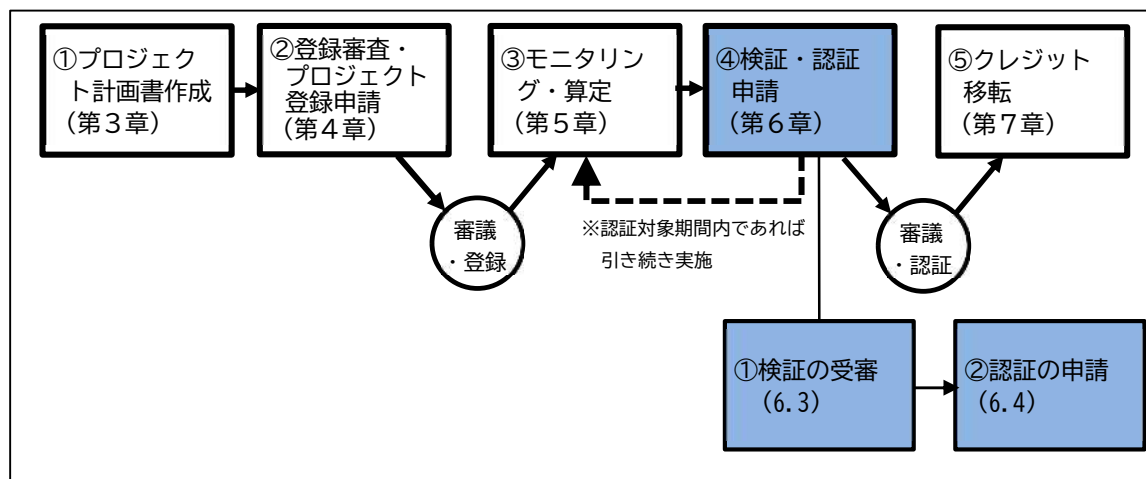 ①プロジェク
ト計画書作成
（第３章）
②登録審査・
プロジェクト
登録申請
（第４章）
③モニタリン
グ・算定
（第５章）
④検証・認証
申請
（第６章）
⑤クレジット
移転
（第７章）
審議
・登録
※認証対象期間内であれば
引き続き実施
審議
・認証
①検証の受審
（6.3）
②認証の申請
（6.4）